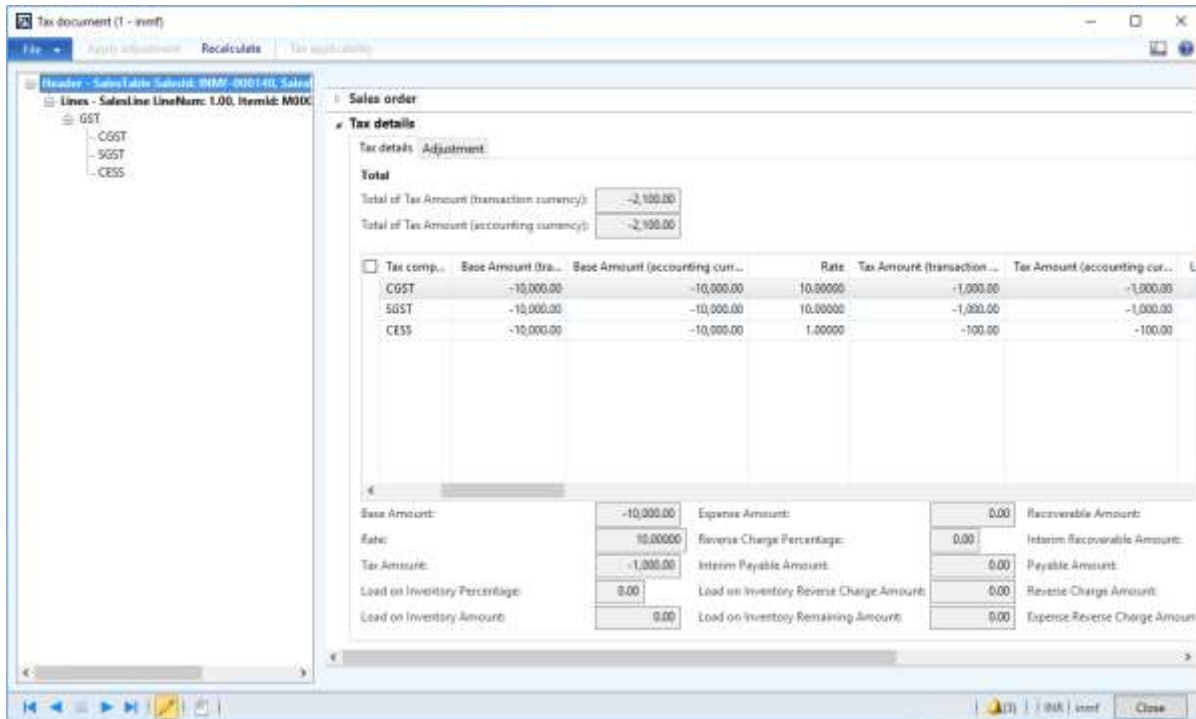 Tax document (1 - inmf)
File Apply adjustment Recalculate Tax applicability
Header - SalesTable SalesId: INMF-000140, Salesl
Lines - SalesLine LineNum: 1.00, ItemId: M000
GST
CGST
SGST
CESS
Sales order
Tax details
Tax details Adjustment
Total
Total of Tax Amount (transaction currency): -2,100.00
Total of Tax Amount (accounting currency): -2,100.00
Tax comp... Base Amount (tra... Base Amount (accounting curr... Rate Tax Amount (transaction ... Tax Amount (accounting cur...
CGST -10,000.00 -10,000.00 10.00000 -1,000.00 -1,000.00
SGST -10,000.00 -10,000.00 10.00000 -1,000.00 -1,000.00
CESS -10,000.00 -10,000.00 1.00000 -100.00 -100.00
Base Amount: -10,000.00 Expense Amount: 0.00 Recoverable Amount:
Rate: 10.00000 Reverse Charge Percentage: 0.00 Interim Recoverable Amount:
Tax Amount: -1,000.00 Interim Payable Amount: 0.00 Payable Amount:
Load on Inventory Percentage: 0.00 Load on Inventory Reverse Charge Amount: 0.00 Reverse Charge Amount:
Load on Inventory Amount: 0.00 Load on Inventory Remaining Amount: 0.00 Expense Reverse Charge Amoun
INR inmf Close